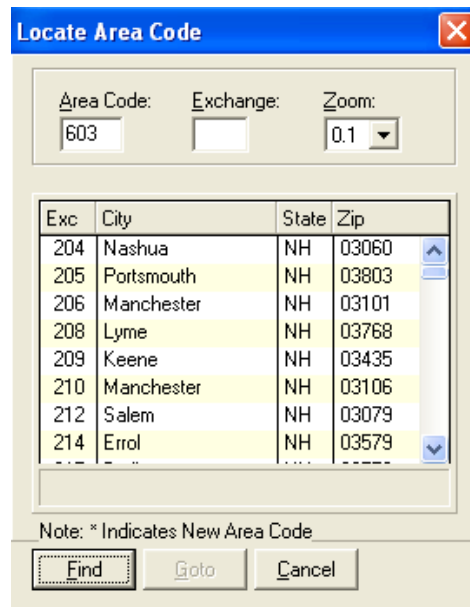 Locate Area Code
Area Code: Exchange: Zoom:
603 0.1
Exc City State Zip
204 Nashua NH 03060
205 Portsmouth NH 03803
206 Manchester NH 03101
208 Lyme NH 03768
209 Keene NH 03435
210 Manchester NH 03106
212 Salem NH 03079
214 Errol NH 03579
Note: * Indicates New Area Code
Find Goto Cancel